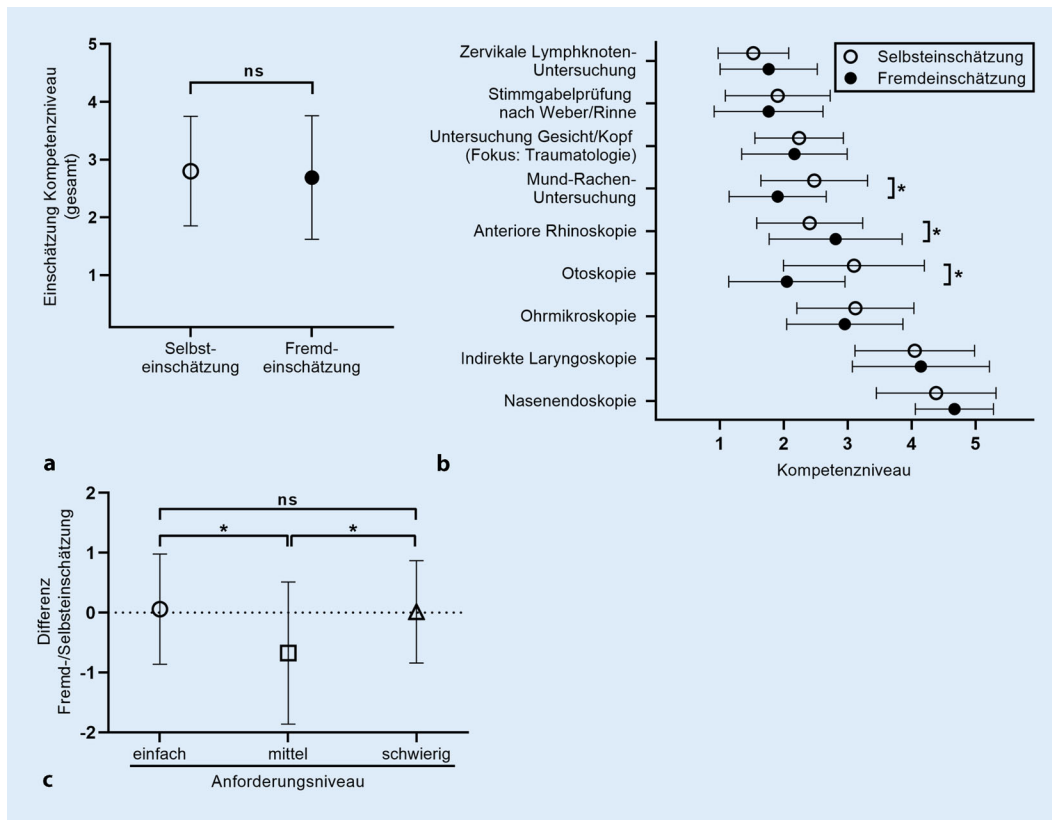 5
4
3
2
1
Einschätzung Kompetenzniveau
(gesamt)
ns
Selbst-
einschätzung
Fremd-
einschätzung
a
Zervikale Lymphknoten-
Untersuchung
Stimmgabelprüfung
nach Weber/Rinne
Untersuchung Gesicht/Kopf
(Fokus: Traumatologie)
Mund-Rachen-
Untersuchung
Anteriore Rhinoskopie
Otoskopie
Ohrmikroskopie
Indirekte Laryngoskopie
Nasenendoskopie
Selbsteinschätzung
Fremdeinschätzung
*
*
*
1 2 3 4 5
Kompetenzniveau
b
2
1
0
-1
-2
Differenz
Fremd-/Selbsteinschätzung
ns
* *
einfach mittel schwierig
Anforderungsniveau
c